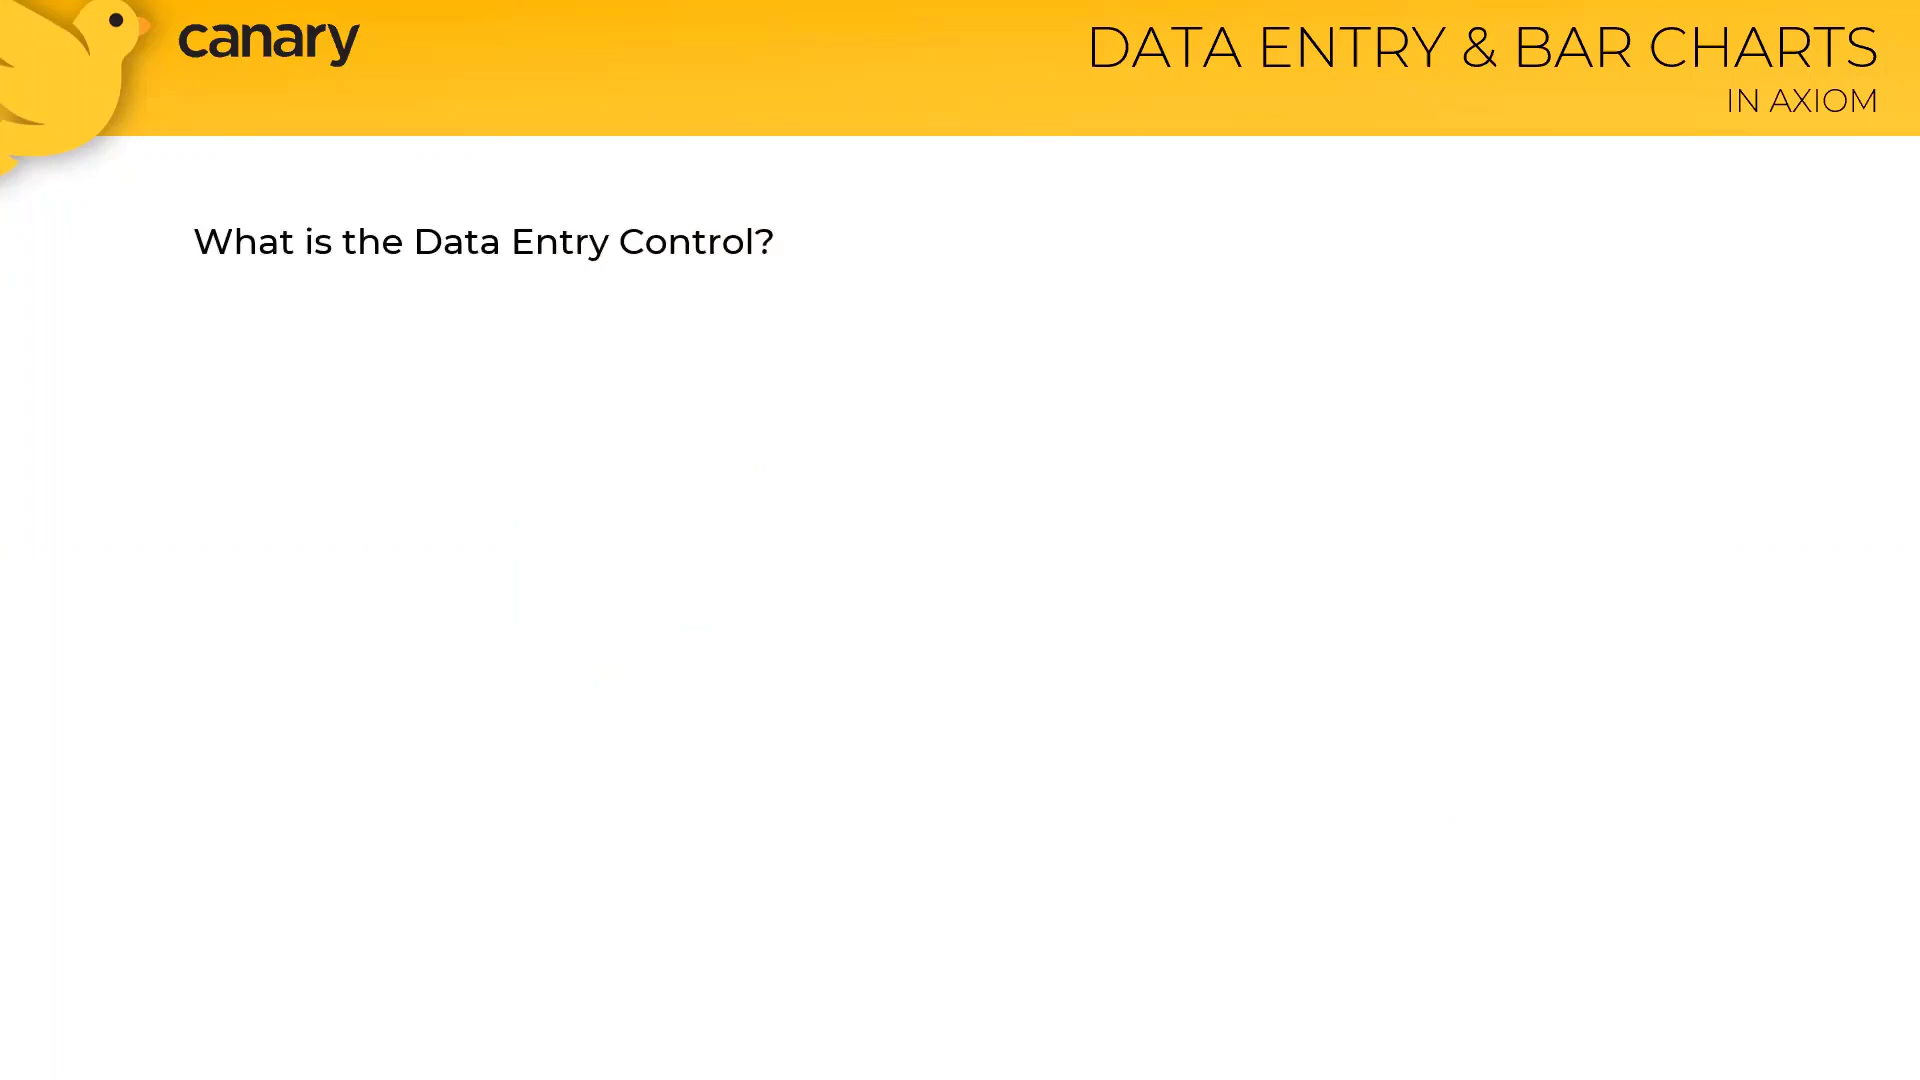 canary
DATA ENTRY & BAR CHARTS
IN AXIOM
What is the Data Entry Control?